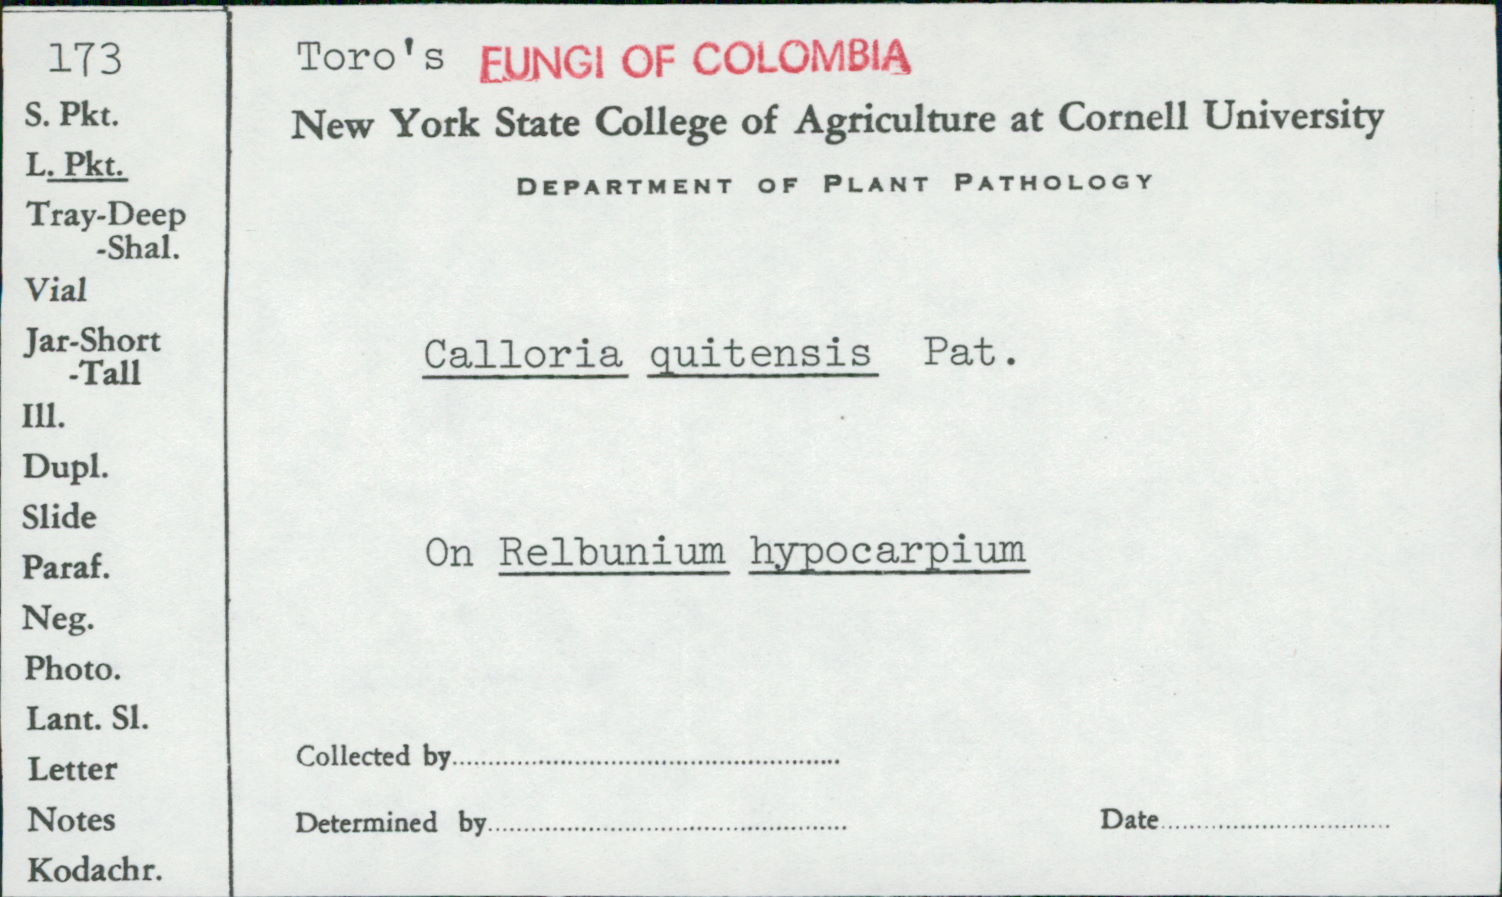 173
S. Pkt.
L. Pkt.
Tray-Deep
-Shal.
Vial
Jar-Short
-Tall
Ill.
Dupl.
Slide
Paraf.
Neg.
Photo.
Lant. Sl.
Letter
Notes
Kodachr.
Toro's FUNGI OF COLOMBIA
New York State College of Agriculture at Cornell University
DEPARTMENT OF PLANT PATHOLOGY
Calloria quitensis Pat.
On Relbunium hypocarpium
Collected by
Determined by
Date